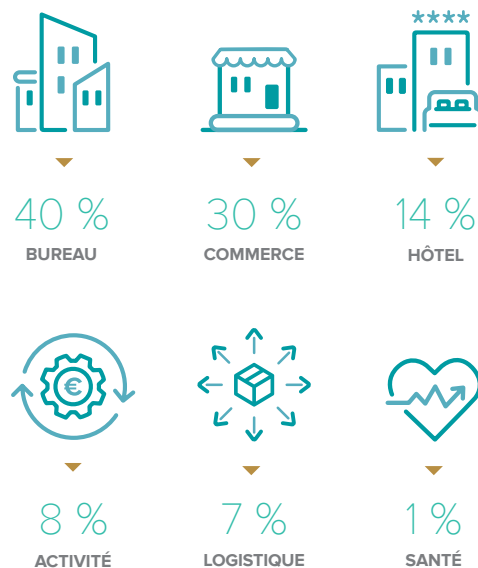 ★★★★
40 % 30 % 14 %
BUREAU COMMERCE HÔTEL
€
8 % 7 % 1 %
ACTIVITÉ LOGISTIQUE SANTÉ